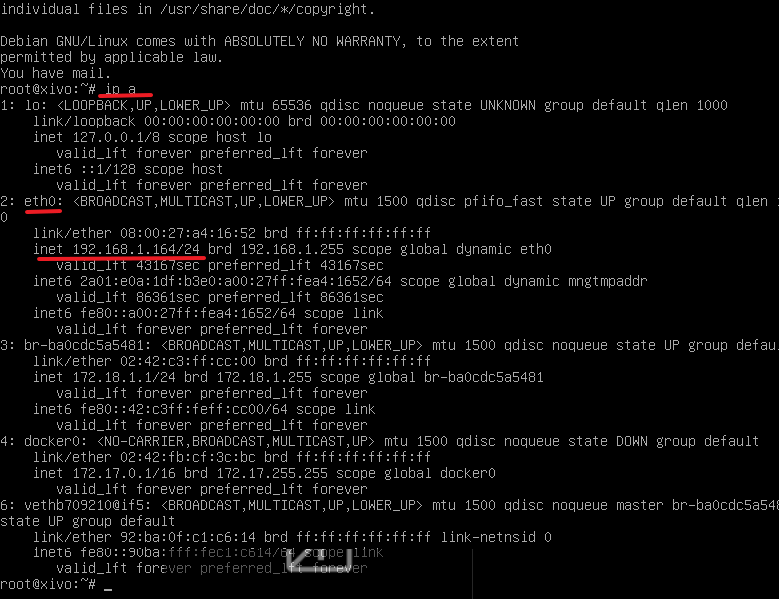 individual files in /usr/share/doc/*/copyright.
Debian GNU/Linux comes with ABSOLUTELY NO WARRANTY, to the extent
permitted by applicable law.
You have mail.
root@xivo:~# ip a
1: lo: <LOOPBACK,UP,LOWER_UP> mtu 65536 qdisc noqueue state UNKNOWN group default qlen 1000
link/loopback 00:00:00:00:00:00 brd 00:00:00:00:00:00
inet 127.0.0.1/8 scope host lo
valid_lft forever preferred_lft forever
inet6 ::1/128 scope host
valid_lft forever preferred_lft forever
2: eth0: <BROADCAST,MULTICAST,UP,LOWER_UP> mtu 1500 qdisc pfifo_fast state UP group default qlen 1
0
link/ether 08:00:27:a4:16:52 brd ff:ff:ff:ff:ff:ff
inet 192.168.1.164/24 brd 192.168.1.255 scope global dynamic eth0
valid_lft 43167sec preferred_lft 43167sec
inet6 2a01:e0a:1df:b3e0:a00:27ff:fea4:1652/64 scope global dynamic mngtmpaddr
valid_lft 86361sec preferred_lft 86361sec
inet6 fe80::a00:27ff:fea4:1652/64 scope link
valid_lft forever preferred_lft forever
3: br-ba0cdc5a5481: <BROADCAST,MULTICAST,UP,LOWER_UP> mtu 1500 qdisc noqueue state UP group defau
link/ether 02:42:c3:ff:cc:00 brd ff:ff:ff:ff:ff:ff
inet 172.18.1.1/24 brd 172.18.1.255 scope global br-ba0cdc5a5481
valid_lft forever preferred_lft forever
inet6 fe80::42:c3ff:feff:cc00/64 scope link
valid_lft forever preferred_lft forever
4: docker0: <NO-CARRIER,BROADCAST,MULTICAST,UP> mtu 1500 qdisc noqueue state DOWN group default
link/ether 02:42:fb:cf:3c:bc brd ff:ff:ff:ff:ff:ff
inet 172.17.0.1/16 brd 172.17.255.255 scope global docker0
valid_lft forever preferred_lft forever
6: vethb709210@if5: <BROADCAST,MULTICAST,UP,LOWER_UP> mtu 1500 qdisc noqueue master br-ba0cdc5a548
state UP group default
link/ether 92:ba:0f:c1:c6:14 brd ff:ff:ff:ff:ff:ff link-netnsid 0
inet6 fe80::90ba:fff:fec1:c614/64 scope link
valid_lft forever preferred_lft forever
root@xivo:~# _